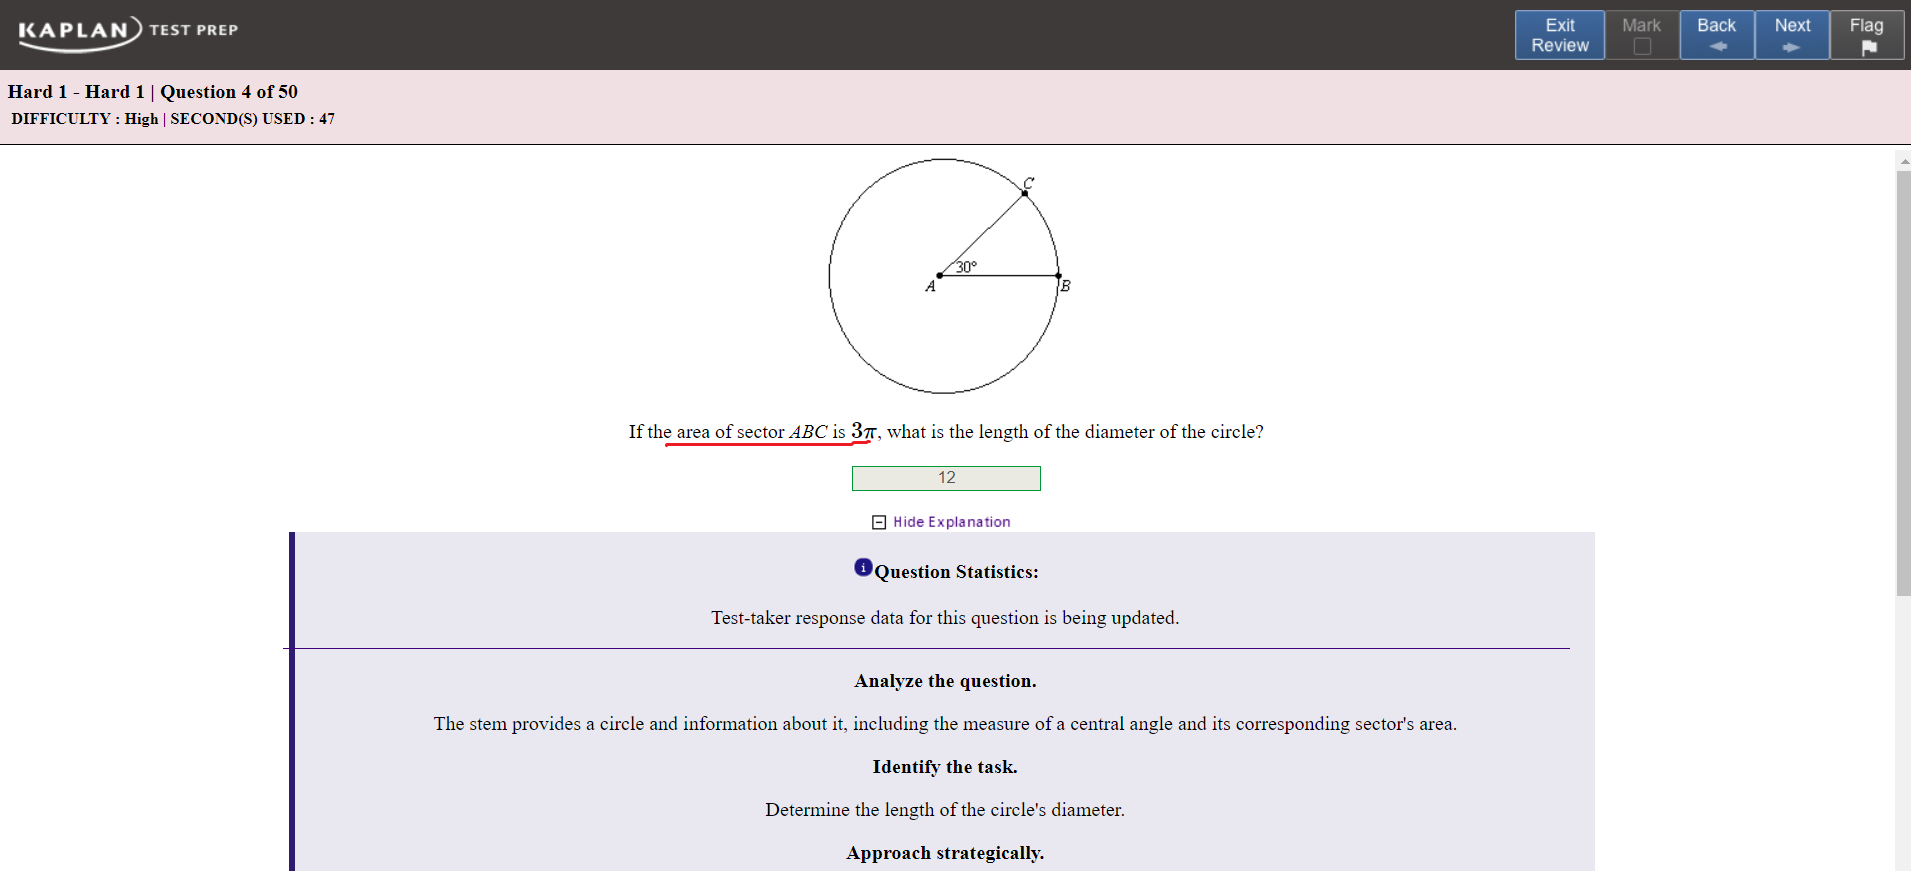 KAPLAN TEST PREP
Exit Review
Mark
Back
Next
Flag
Hard 1 - Hard 1 | Question 4 of 50
DIFFICULTY : High | SECOND(S) USED : 47
C
30°
A
B
If the area of sector ABC is 3π, what is the length of the diameter of the circle?
12
Hide Explanation
i Question Statistics:
Test-taker response data for this question is being updated.
Analyze the question.
The stem provides a circle and information about it, including the measure of a central angle and its corresponding sector's area.
Identify the task.
Determine the length of the circle's diameter.
Approach strategically.